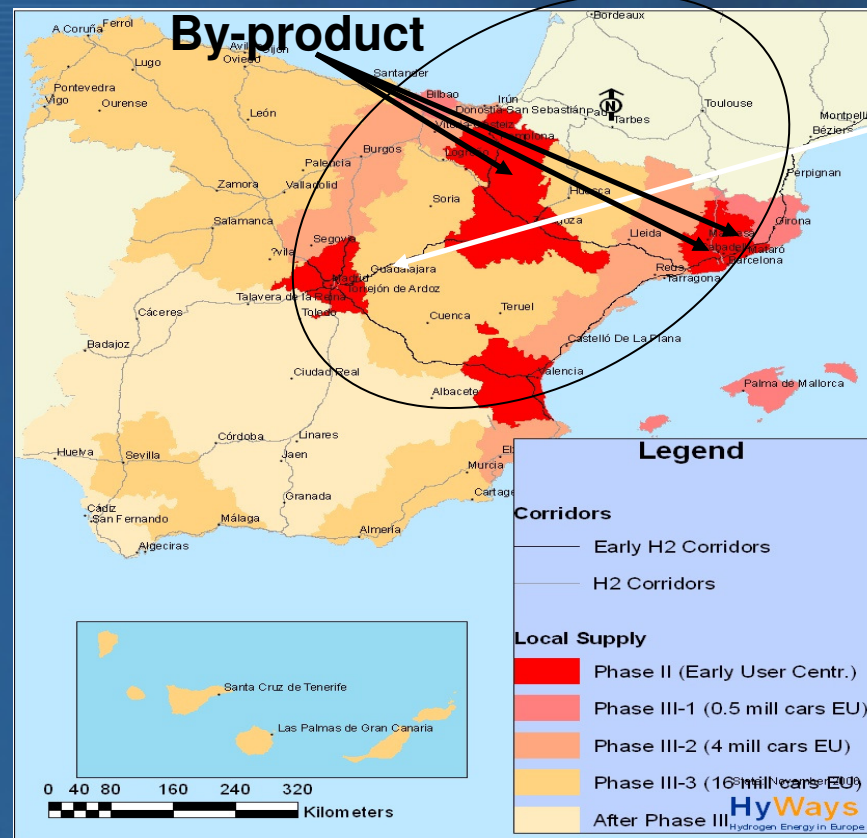 By-product
Bordeaux
Ferrol
A Coruña
Gijón
Oviedo
Santander
Lugo
Bilbao
Irún
Donostia San Sebastián
Toulouse
Tarbes
Montpelli
Béziers
Pontevedra
Vigo
Ourense
León
Burgos
Logroño
Perpignan
Palencia
Huesca
Girona
Zamora
Valladolid
Soria
Lleida
Mataró
Barcelona
Salamanca
Segovia
Reus
Tarragona
?vila
Guadalajara
Madrid
Torrejón de Ardoz
Talavera de la Reina
Toledo
Teruel
Cuenca
Cáceres
Castelló De La Plana
Badajoz
Valencia
Ciudad Real
Albacete
Palma de Mallorca
Córdoba
Linares
Huelva
Sevilla
Jaen
Murcia
Cartage
Granada
Cádiz
San Fernando
Málaga
Almería
Algeciras
N
Santa Cruz de Tenerife
Las Palmas de Gran Canaria
0 40 80 160 240 320
Kilometers
Legend
Corridors
Early H2 Corridors
H2 Corridors
Local Supply
Phase II (Early User Centr.)
Phase III-1 (0.5 mill cars EU)
Phase III-2 (4 mill cars EU)
Phase III-3 (16 mill cars EU)
After Phase III
HyWays
Hydrogen Energy in Europe